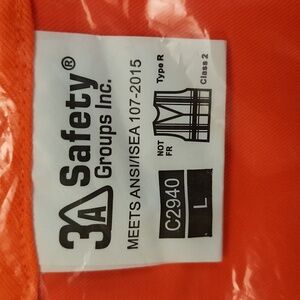 3A Safety®
Groups Inc.
MEETS ANSI/ISEA 107-2015
C2940
L
NOT
FR
Type R
Class 2